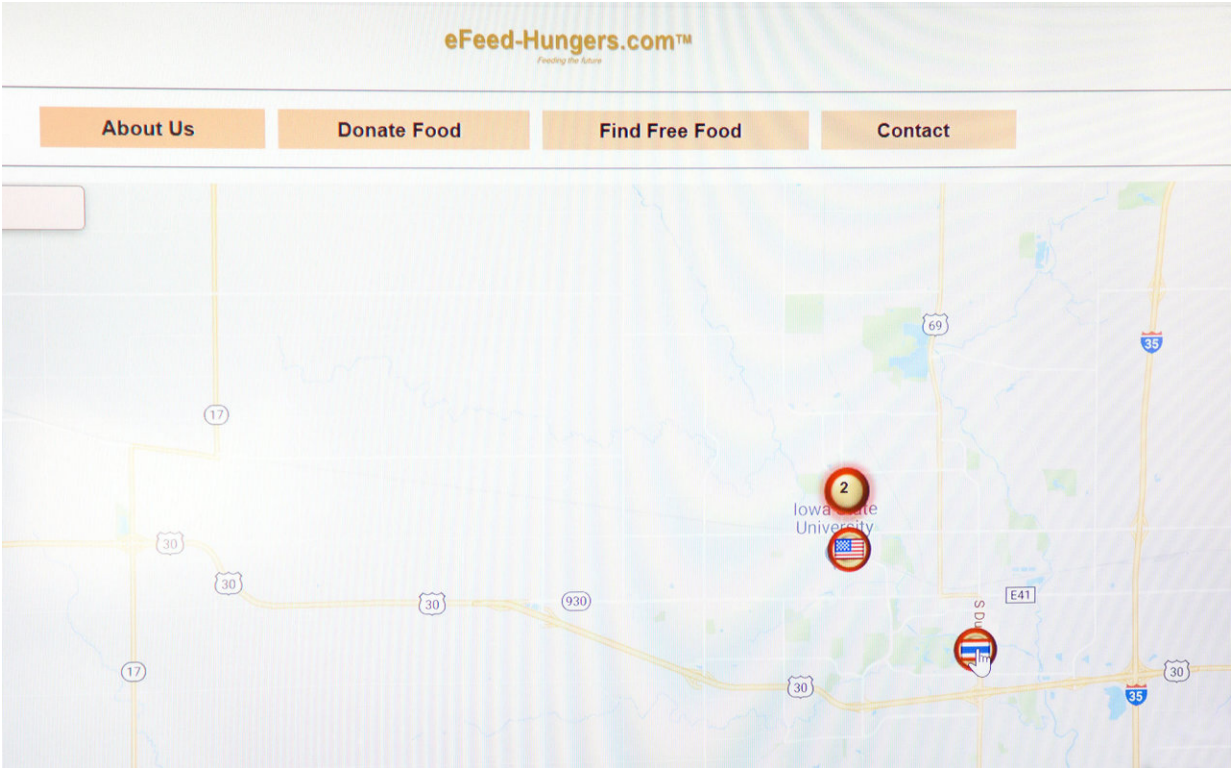 eFeed-Hungers.com™
Feeding the future
About Us
Donate Food
Find Free Food
Contact
69
35
17
2
Iowa State
University
30
30
30
930
E41
S Du
17
30
30
35